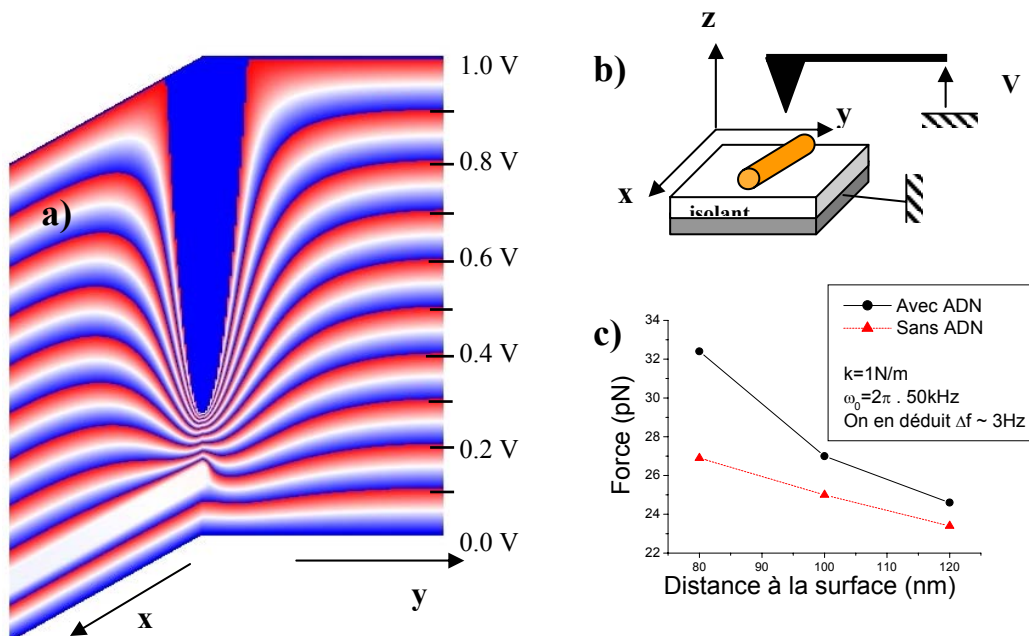 a)
1.0 V
0.8 V
0.6 V
0.4 V
0.2 V
0.0 V
x
y
b)
z
V
y
x
isolant
c)
Avec ADN
Sans ADN
k=1N/m
ω0=2π . 50kHz
On en déduit Δf ~ 3Hz
Force (pN)
34
32
30
28
26
24
22
80 90 100 110 120
Distance à la surface (nm)